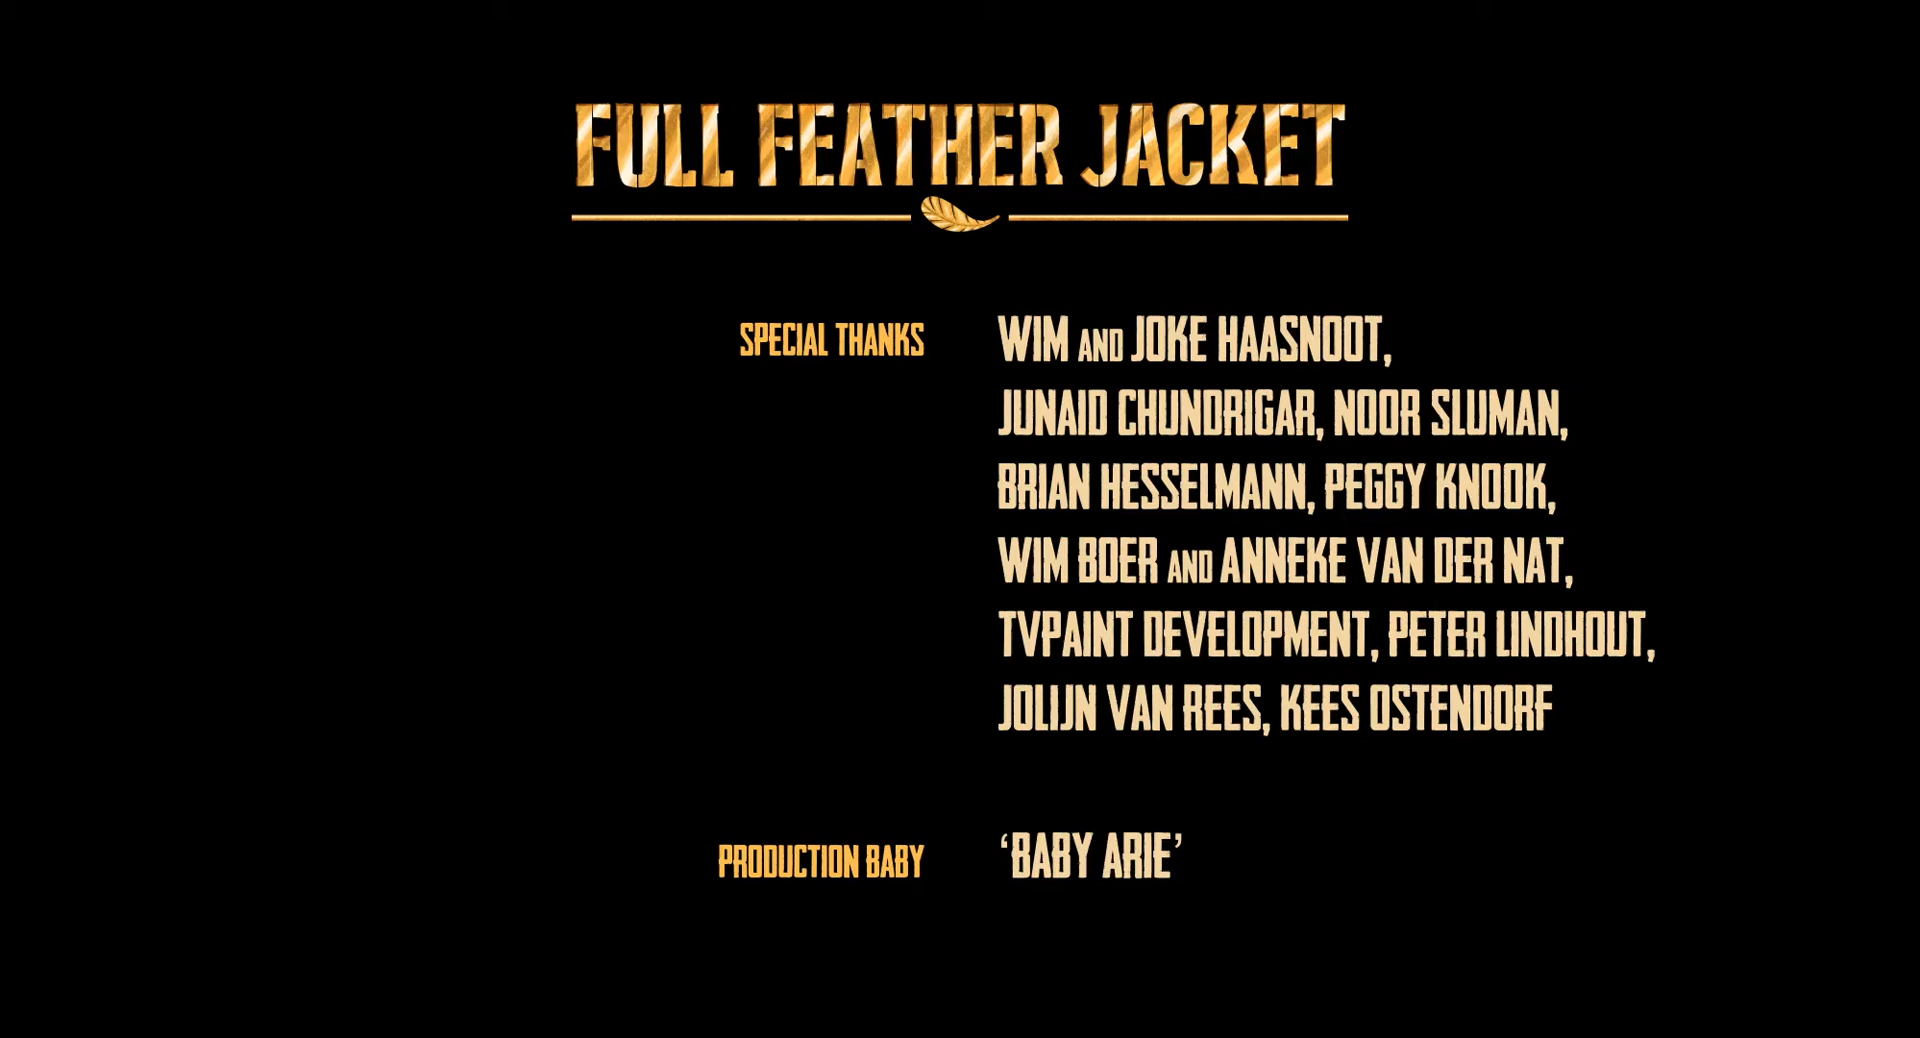 FULL FEATHER JACKET
SPECIAL THANKS
WIM AND JOKE HAASNOOT,
JUNAID CHUNDRIGAR, NOOR SLUMAN,
BRIAN HESSELMANN, PEGGY KNOOK,
WIM BOER AND ANNEKE VAN DER NAT,
TVPAINT DEVELOPMENT, PETER LINDHOUT,
JOLIJN VAN REES, KEES OSTENDORF
PRODUCTION BABY
‘BABY ARIE’